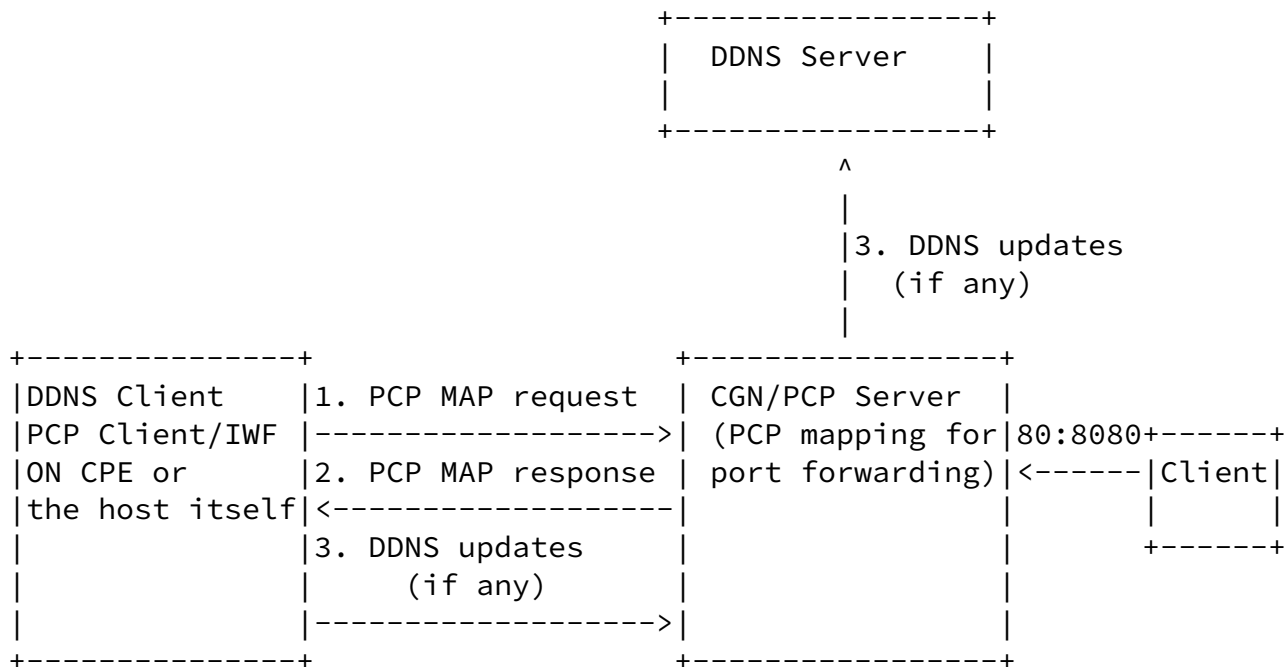 DDNS Server
3. DDNS updates
(if any)
DDNS Client
1. PCP MAP request
CGN/PCP Server
PCP Client/IWF
(PCP mapping for
80:8080
ON CPE or
2. PCP MAP response
port forwarding)
Client
the host itself
3. DDNS updates
(if any)